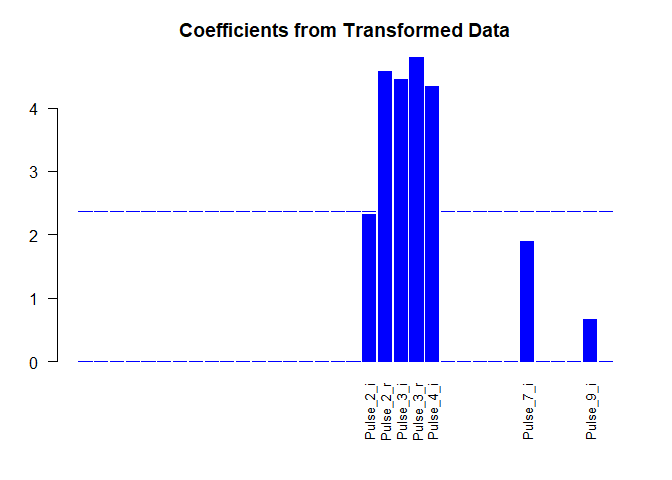 Coefficients from Transformed Data
4
3
2
1
0
Pulse_2_i
Pulse_2_r
Pulse_3_i
Pulse_3_r
Pulse_4_i
Pulse_7_i
Pulse_9_i